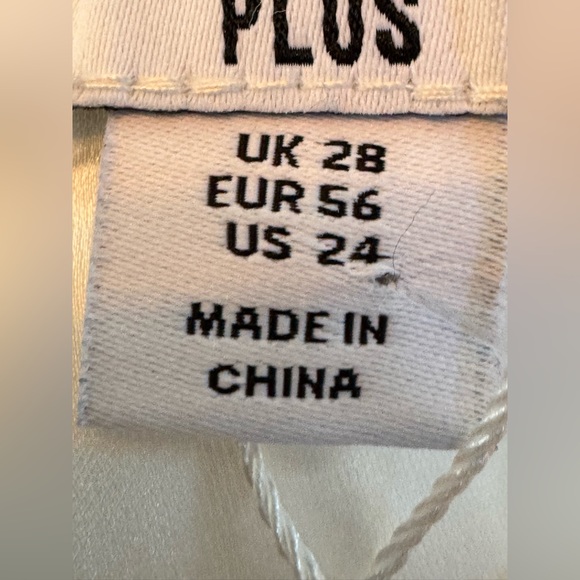 PLUS
UK 28
EUR 56
US 24
MADE IN
CHINA